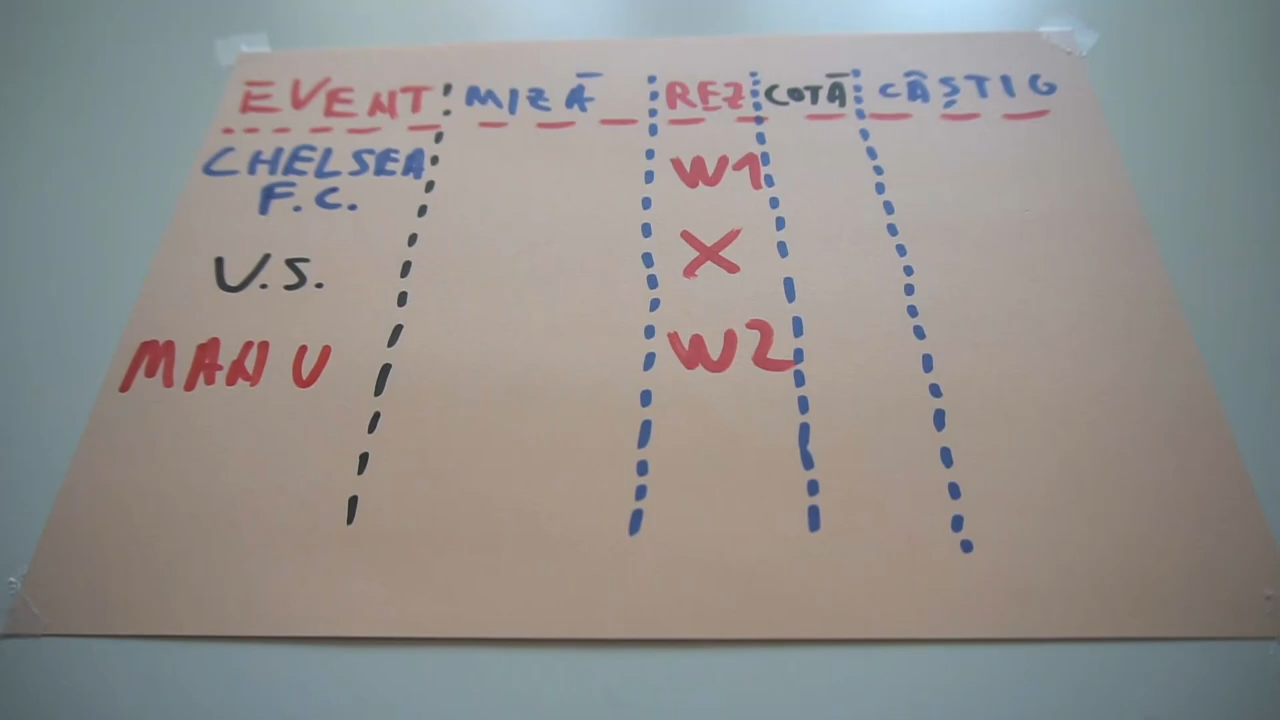 EVENT MIZĂ REZ COTĂ CÂȘTIG
CHELSEA W1
F.C.
V.S. X
MAN U W2